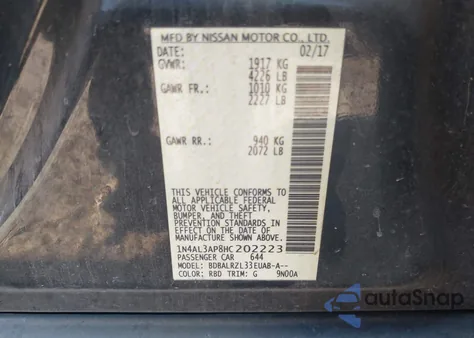 MFD BY NISSAN MOTOR CO., LTD.
DATE: 02/17
GVWR: 1917 KG
4226 LB
GAWR FR.: 1010 KG
2227 LB
GAWR RR.: 940 KG
2072 LB
THIS VEHICLE CONFORMS TO
ALL APPLICABLE FEDERAL
MOTOR VEHICLE SAFETY,
BUMPER, AND THEFT
PREVENTION STANDARDS IN
EFFECT ON THE DATE OF
MANUFACTURE SHOWN ABOVE.
1N4AL3AP8HC202223
PASSENGER CAR 644
MODEL: BDBALRZL33EUAB-A--
COLOR: RBD TRIM: G 9N00A
autoSnap